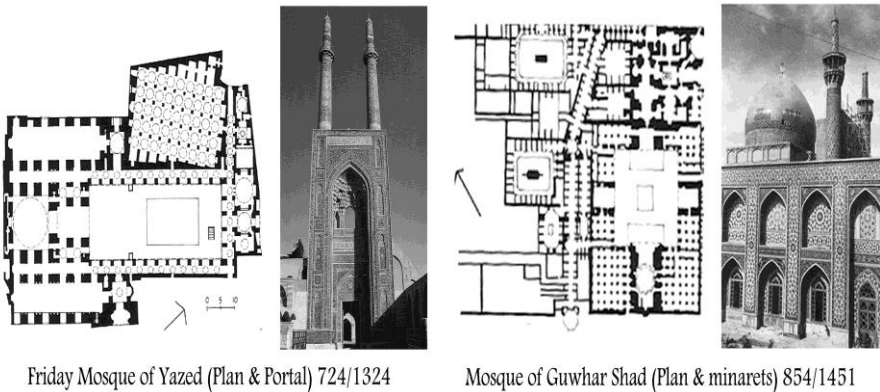 0 5 10
Friday Mosque of Yazed (Plan & Portal) 724/1324
Mosque of Guwhar Shad (Plan & minarets) 854/1451